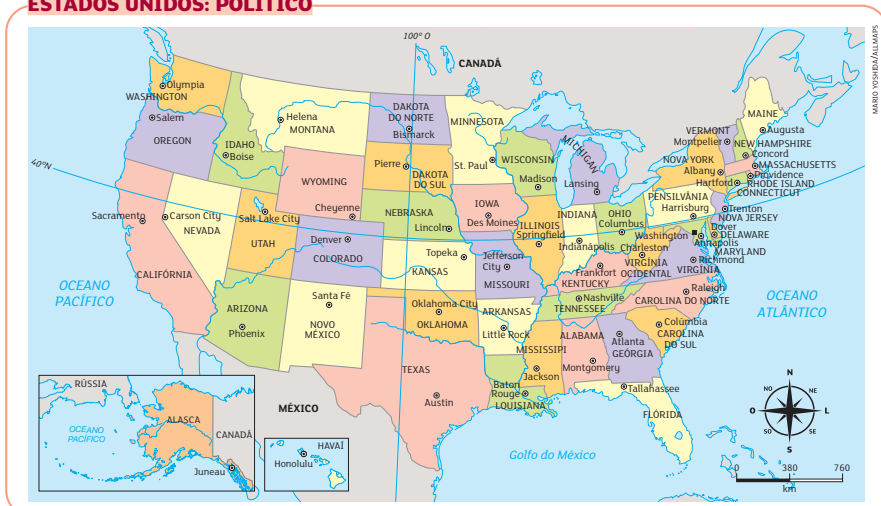 ESTADOS UNIDOS: POLÍTICO
MARIO YOSHIDA/ALLMAPS
100° O
CANADÁ
Olympia
WASHINGTON
Salem
OREGON
IDAHO
Boise
Helena
MONTANA
DAKOTA
DO NORTE
Bismarck
MINNESOTA
St. Paul
WISCONSIN
Madison
MICHIGAN
Lansing
MAINE
Augusta
VERMONT
Montpelier
NEW HAMPSHIRE
Concord
MASSACHUSETTS
Providence
RHODE ISLAND
CONNECTICUT
Hartford
NOVA YORK
Albany
40°N
WYOMING
Cheyenne
Pierre
DAKOTA
DO SUL
IOWA
Des Moines
NEBRASKA
Lincoln
ILLINOIS
Springfield
INDIANA
Indianápolis
OHIO
Columbus
PENSILVÂNIA
Harrisburg
Trenton
NOVA JERSEY
Dover
DELAWARE
Washington
Annapolis
MARYLAND
Sacramento
Carson City
NEVADA
Salt Lake City
UTAH
Denver
COLORADO
Topeka
KANSAS
Jefferson
City
MISSOURI
Frankfort
KENTUCKY
Charleston
VIRGÍNIA
OCIDENTAL
Richmond
VIRGÍNIA
CALIFÓRNIA
OCEANO
PACÍFICO
ARIZONA
Phoenix
Santa Fé
NOVO
MÉXICO
Oklahoma City
OKLAHOMA
ARKANSAS
Little Rock
Nashville
TENNESSEE
Raleigh
CAROLINA DO NORTE
OCEANO
ATLÂNTICO
Colúmbia
CAROLINA
DO SUL
MISSISSIPI
Jackson
ALABAMA
Montgomery
Atlanta
GEÓRGIA
TEXAS
Austin
Baton
Rouge
LOUISIANA
Tallahassee
FLÓRIDA
MÉXICO
Golfo do México
RÚSSIA
ALASCA
OCEANO
PACÍFICO
CANADÁ
Juneau
HAVAI
Honolulu
N
NO
NE
O
L
SO
SE
S
0 380 760
km